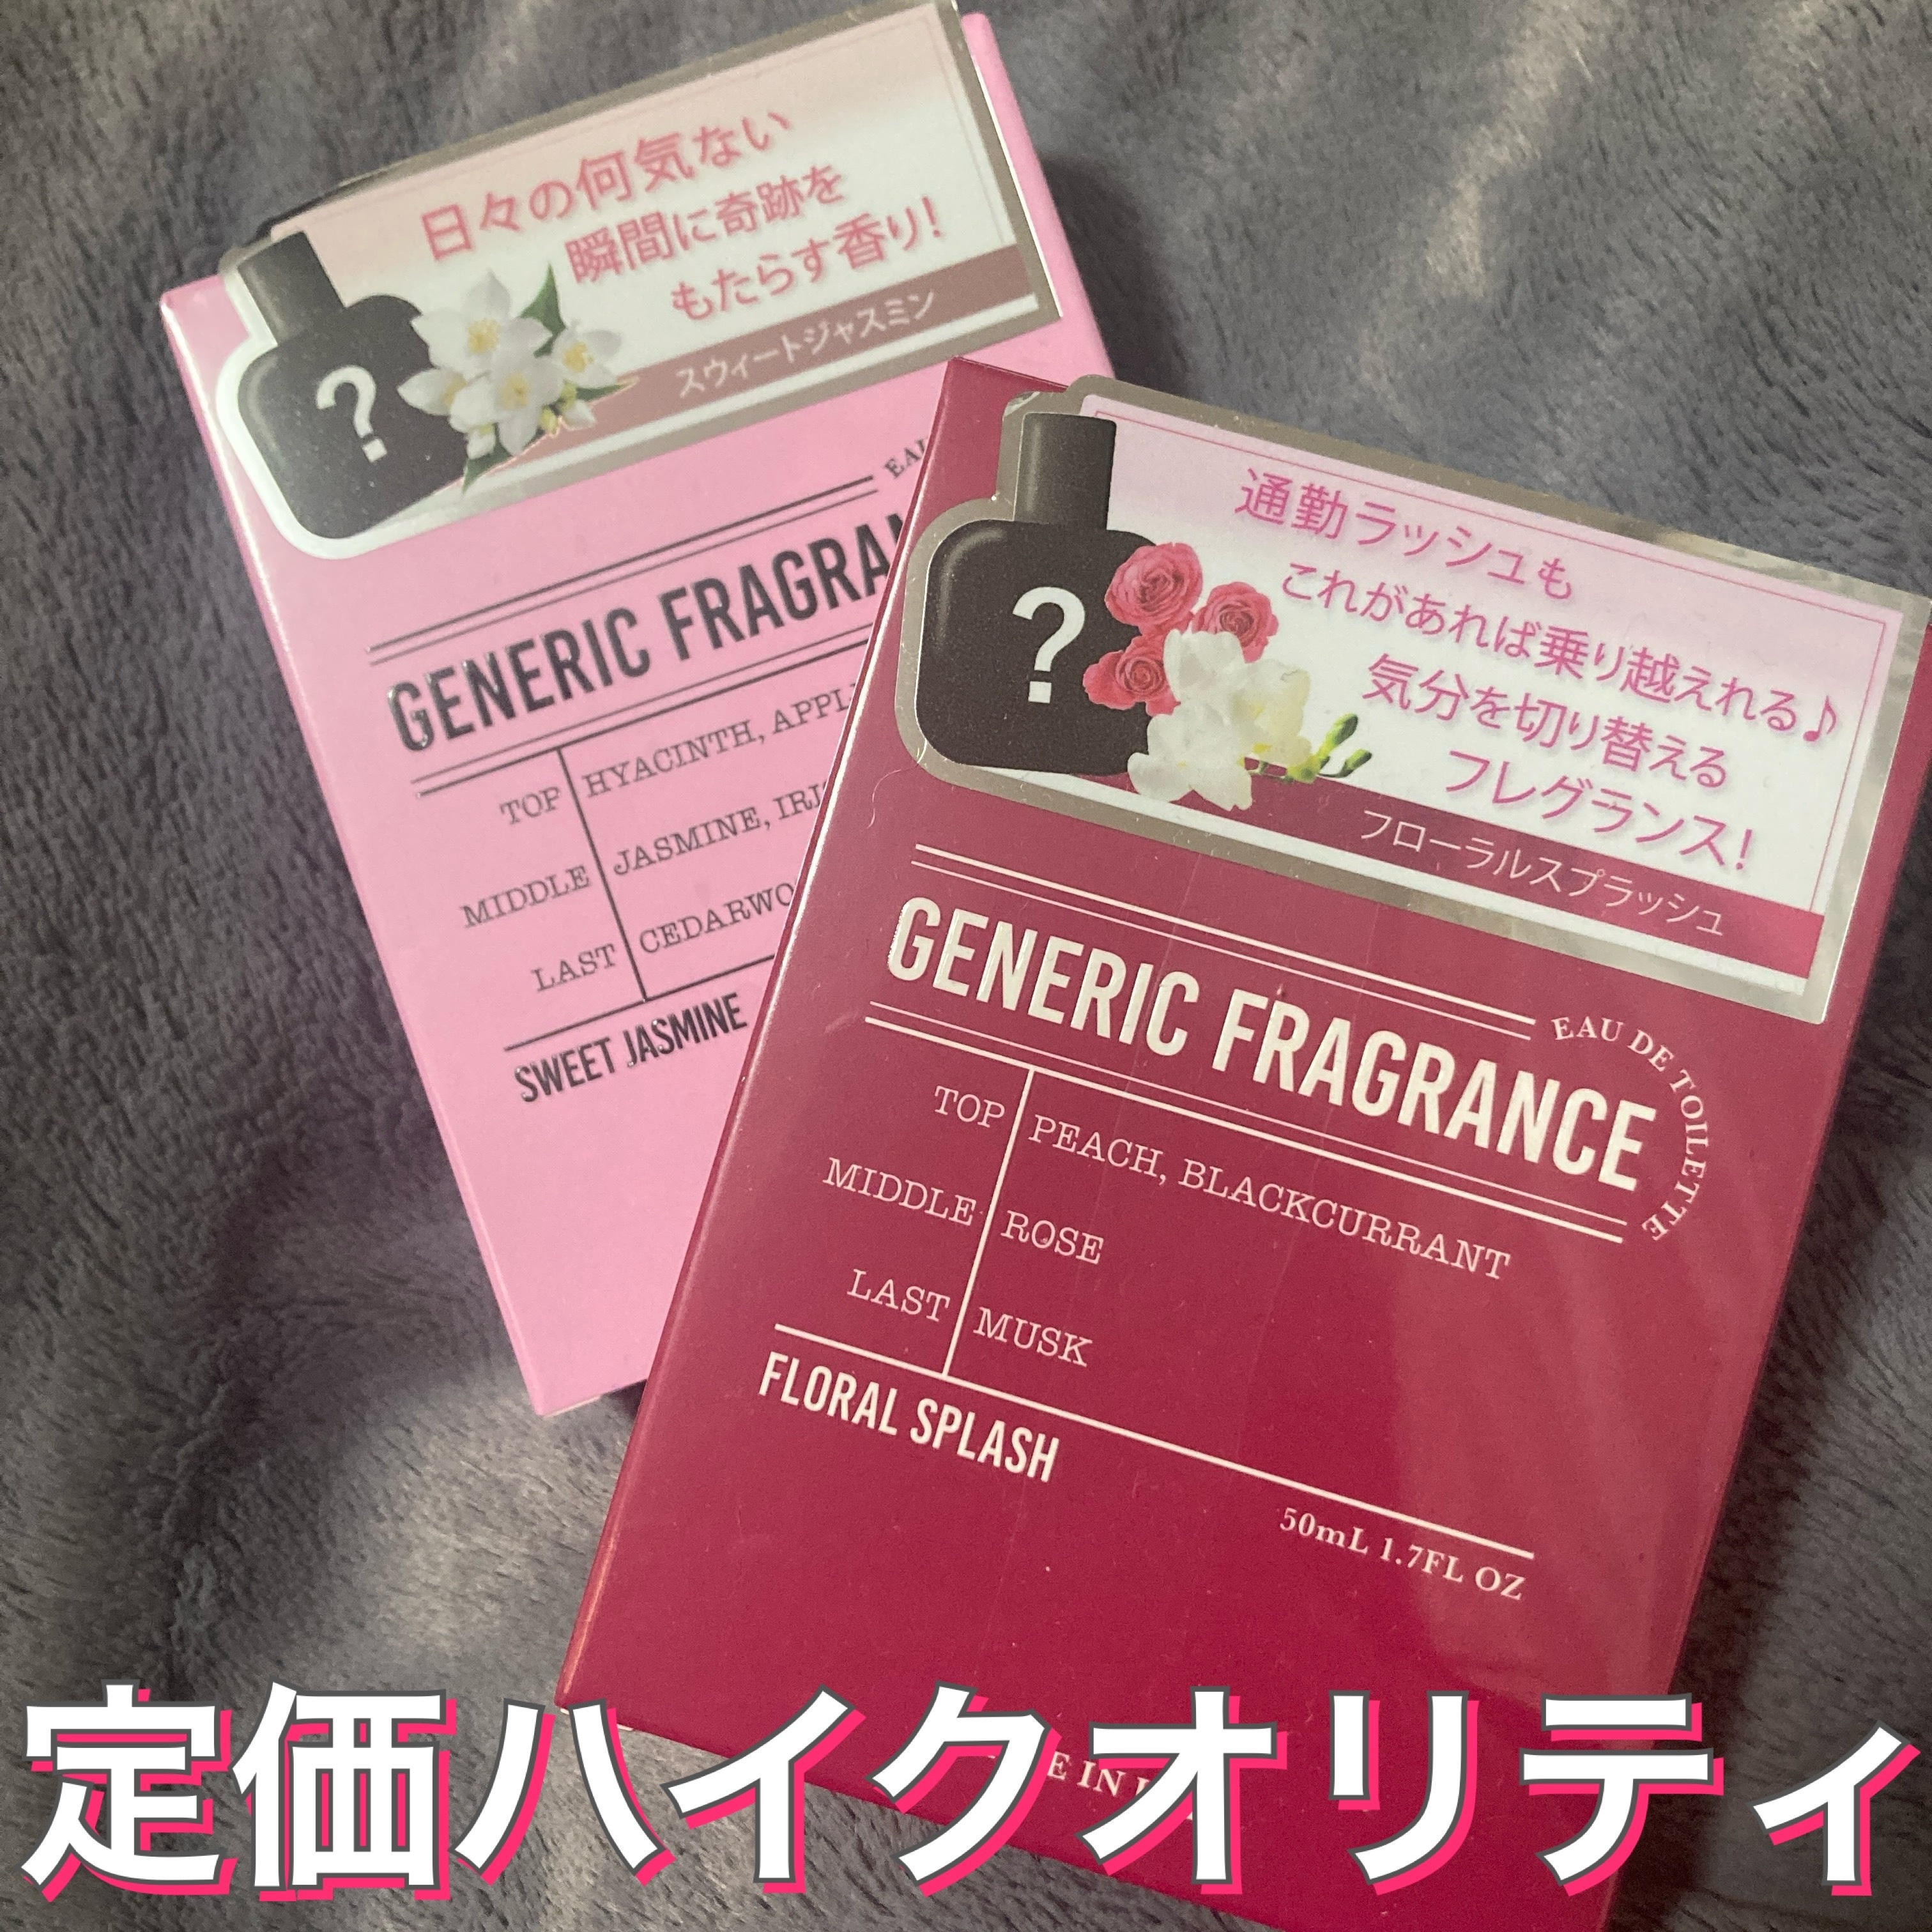 日々の何気ない
瞬間に奇跡を
もたらす香り!
スウィートジャスミン
?
GENERIC
TOP
HYACINTH,
MIDDLE
JASMINE,
LAST
SWEET JASMINE
通勤ラッシュも
これがあれば乗り越えれる♪
気分を切り替える
フレグランス!
フローラルスプラッシュ
?
GENERIC FRAGRANCE
EAU DE TOILETTE
TOP PEACH, BLACKCURRANT
MIDDLE ROSE
LAST MUSK
FLORAL SPLASH
50mL 1.7FL OZ
IN
定価ハイクオリティ